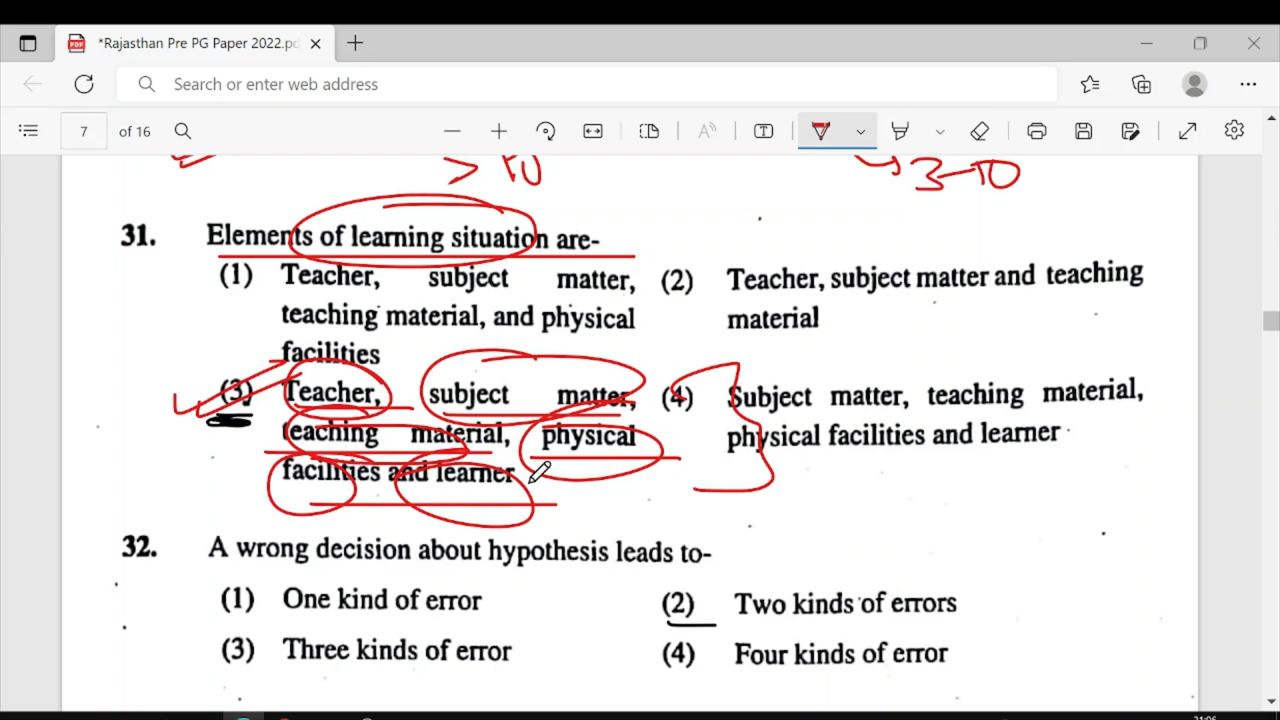 *Rajasthan Pre PG Paper 2022.pd
Search or enter web address
7 of 16
> 10
3-10
31. Elements of learning situation are-
(1) Teacher, subject matter, teaching material, and physical facilities
(2) Teacher, subject matter and teaching material
(3) Teacher, subject matter, teaching material, physical facilities and learner
(4) Subject matter, teaching material, physical facilities and learner
32. A wrong decision about hypothesis leads to-
(1) One kind of error
(2) Two kinds of errors
(3) Three kinds of error
(4) Four kinds of error